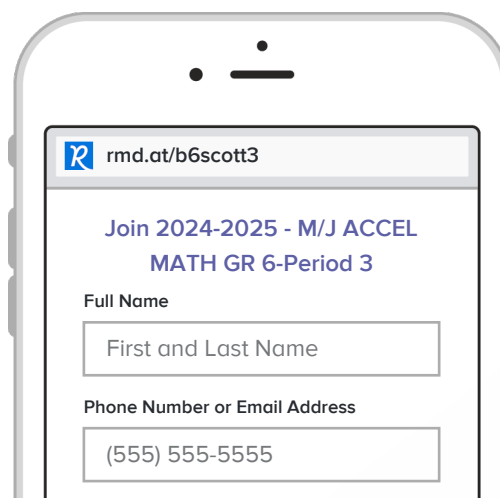 rmd.at/b6scott3
Join 2024-2025 - M/J ACCEL
MATH GR 6-Period 3
Full Name
First and Last Name
Phone Number or Email Address
(555) 555-5555